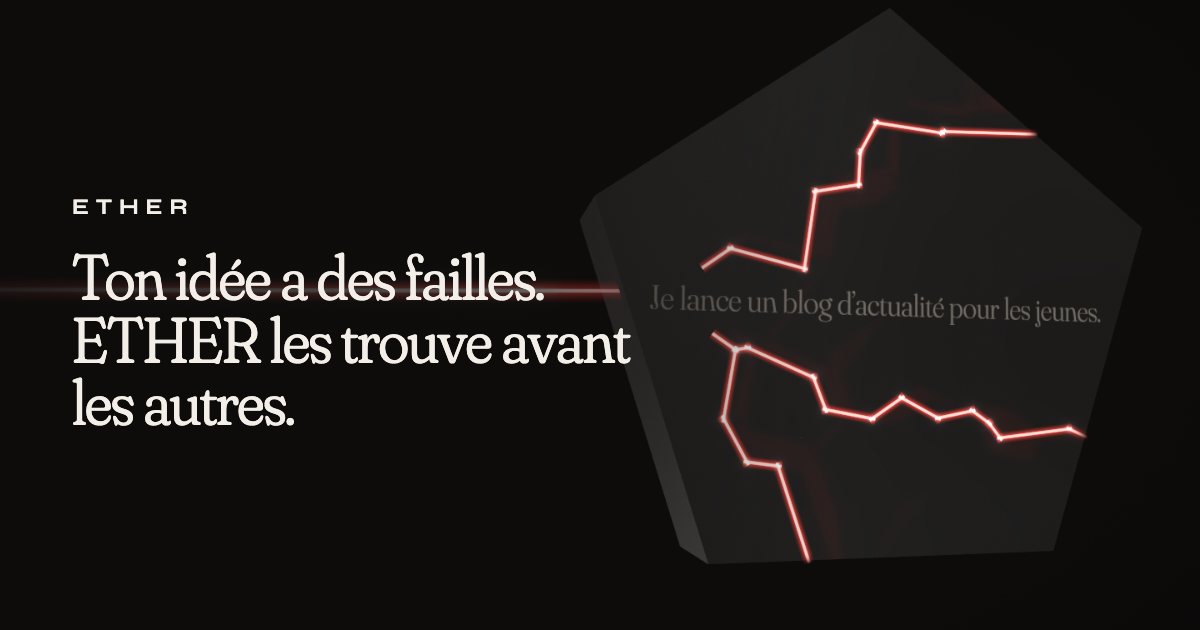 ETHER
Ton idée a des failles.
ETHER les trouve avant
les autres.
Je lance un blog d’actualité pour les jeunes.